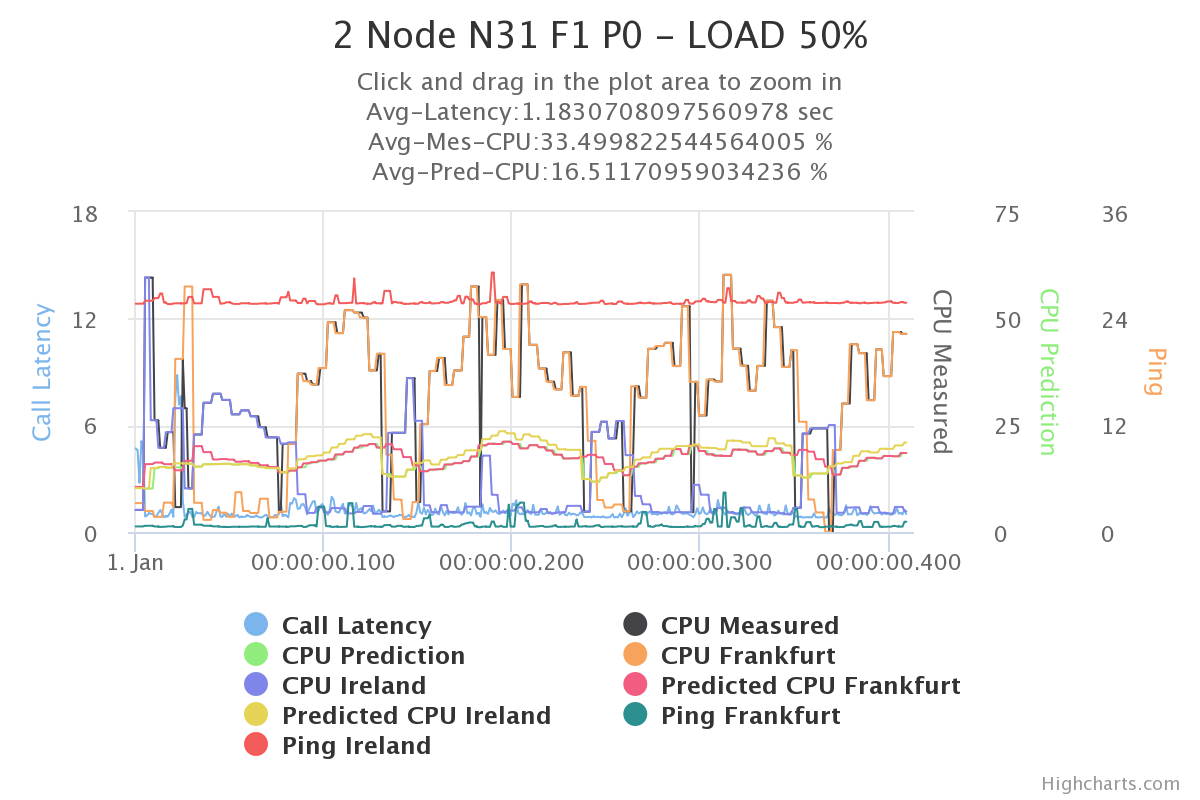 2 Node N31 F1 P0 - LOAD 50%
Click and drag in the plot area to zoom in
Avg-Latency:1.1830708097560978 sec
Avg-Mes-CPU:33.499822544564005 %
Avg-Pred-CPU:16.51170959034236 %
18 75 36
12 50 24
6 25 12
0 0 0
Call Latency
CPU Measured
CPU Prediction
Ping
1. Jan 00:00:00.100 00:00:00.200 00:00:00.300 00:00:00.400
Call Latency CPU Measured
CPU Prediction CPU Frankfurt
CPU Ireland Predicted CPU Frankfurt
Predicted CPU Ireland Ping Frankfurt
Ping Ireland
Highcharts.com